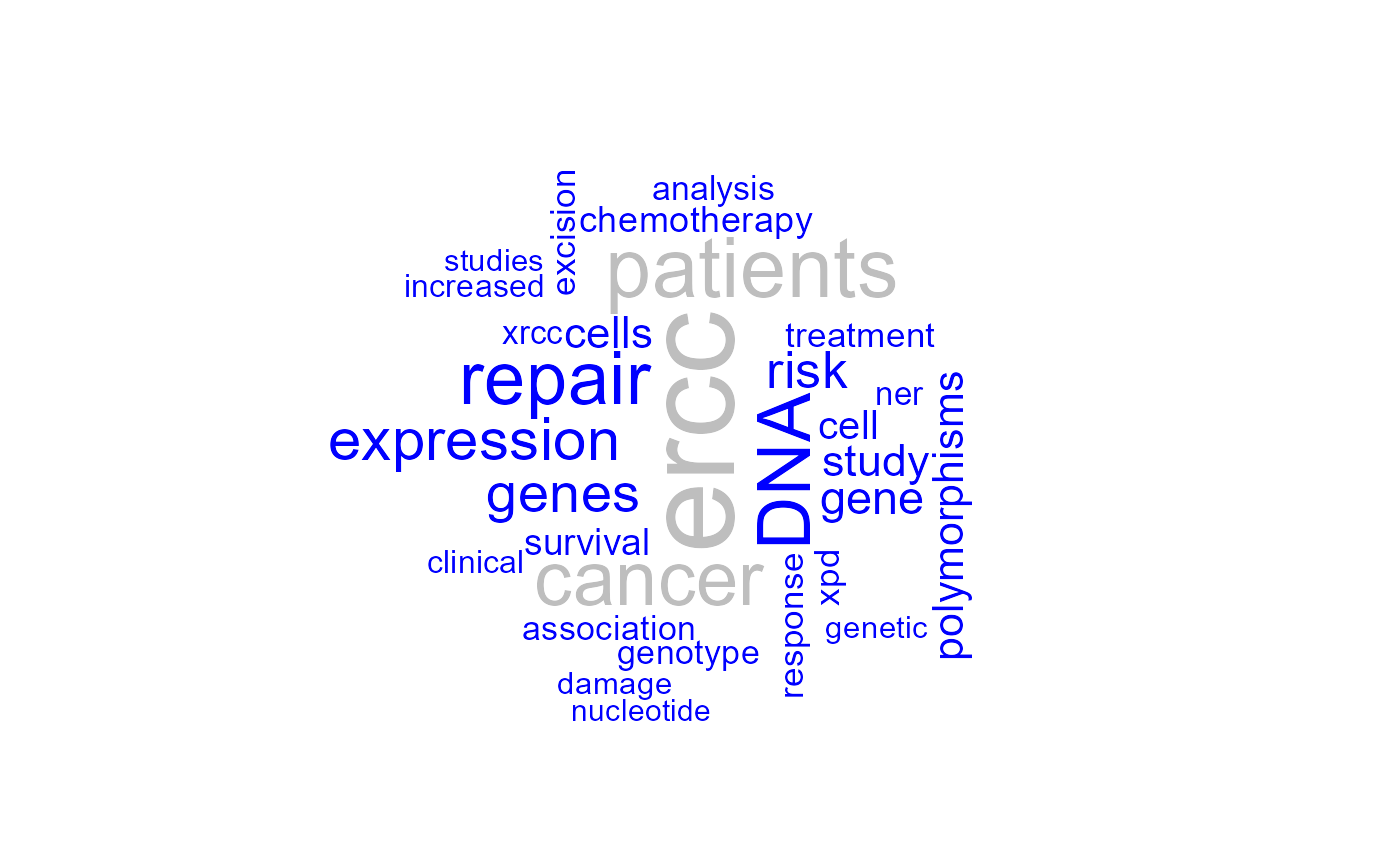 analysis
excision
chemotherapy
patients
studies
increased
xrcc
cells
treatment
ercc
repair
risk
ner
DNA
cell
polymorphisms
expression
study
genes
gene
survival
clinical
cancer
response
xpd
association
genetic
genotype
damage
nucleotide